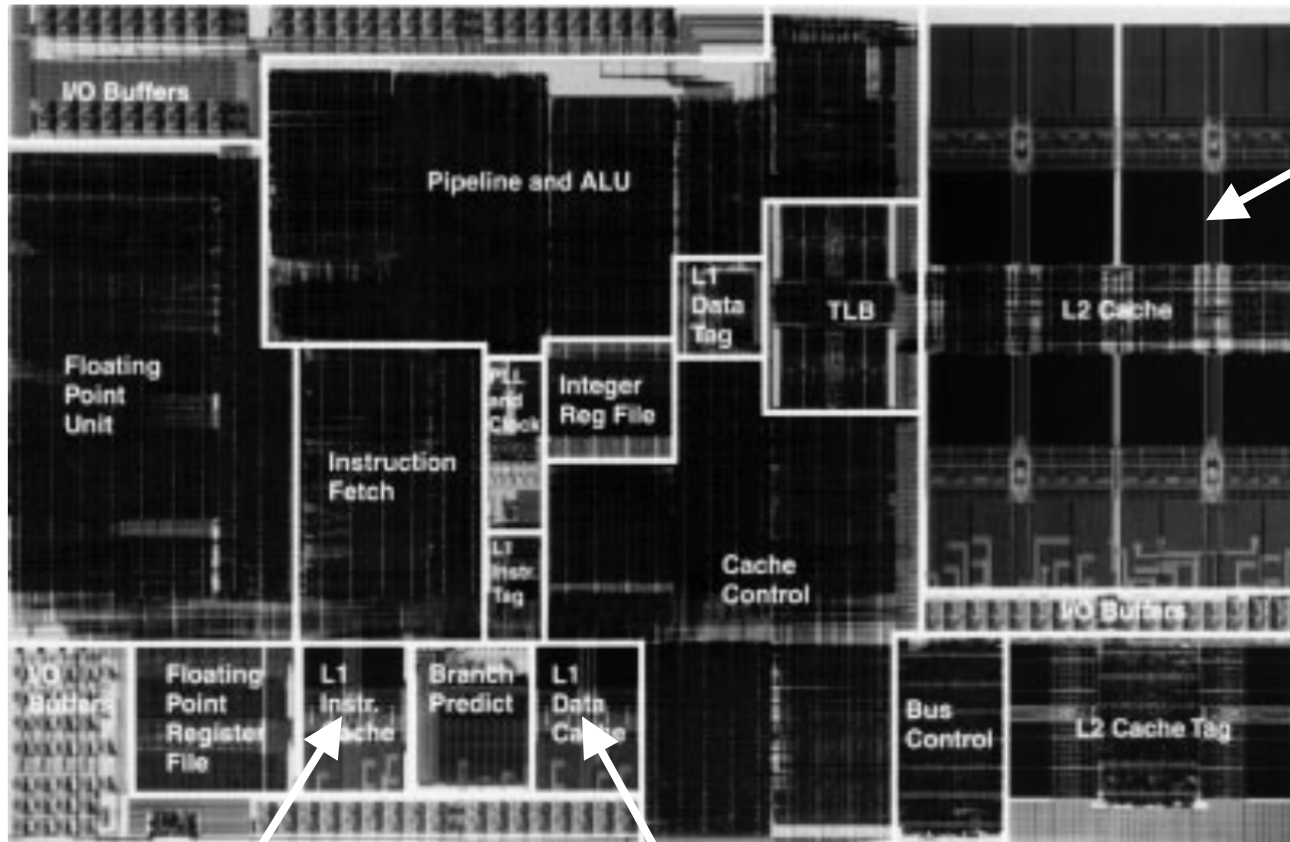 I/O Buffers
Pipeline and ALU
L1
Data
Tag
TLB
L2 Cache
Floating
Point
Unit
PLL
and
Clock
Integer
Reg File
Instruction
Fetch
L1
Instr.
Tag
Cache
Control
I/O Buffers
I/O
Buffers
Floating
Point
Register
File
L1
Instr.
Cache
Branch
Predict
L1
Data
Cache
Bus
Control
L2 Cache Tag